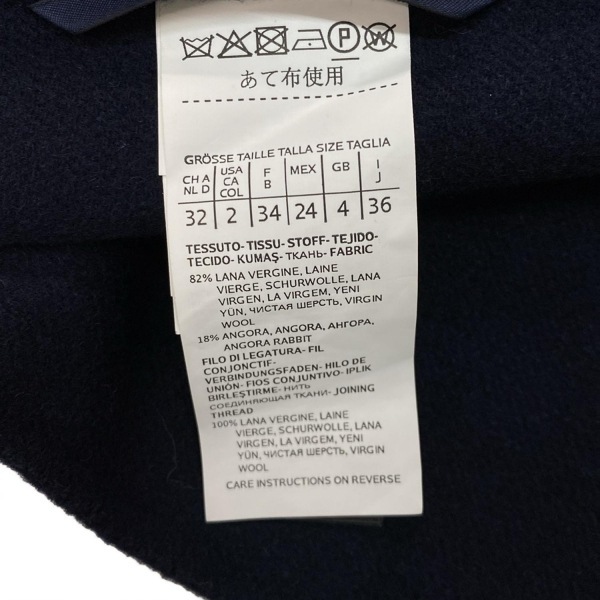 あて布使用
GRÖSSE TAILLE TALLA SIZE TAGLIA
CH A NL D USA CA COL F B MEX GB I J
32 2 34 24 4 36
TESSUTO-TISSU-STOFF-TEJIDO-
TECIDO-KUMAŞ-ТКАНЬ-FABRIC
82% LANA VERGINE, LAINE
VIERGE, SCHURWOLLE, LANA
VIRGEN, LA VIRGEM, YENI
YÜN, ЧИСТАЯ ШЕРСТЬ, VIRGIN
WOOL
18% ANGORA, ANGORA, АНГОРА,
ANGORA RABBIT
FILO DI LEGATURA-FIL
CONJONCTIF-
VERBINDUNGSFADEN-HILO DE
UNIÓN-FIOS CONJUNTIVO-IPLIK
BIRLEŞTIRME-НИТЬ
СОЕДИНЯЮЩАЯ ТКАНИ-JOINING
THREAD
100% LANA VERGINE, LAINE
VIERGE, SCHURWOLLE, LANA
VIRGEN, LA VIRGEM, YENI
YÜN, ЧИСТАЯ ШЕРСТЬ, VIRGIN
WOOL
CARE INSTRUCTIONS ON REVERSE